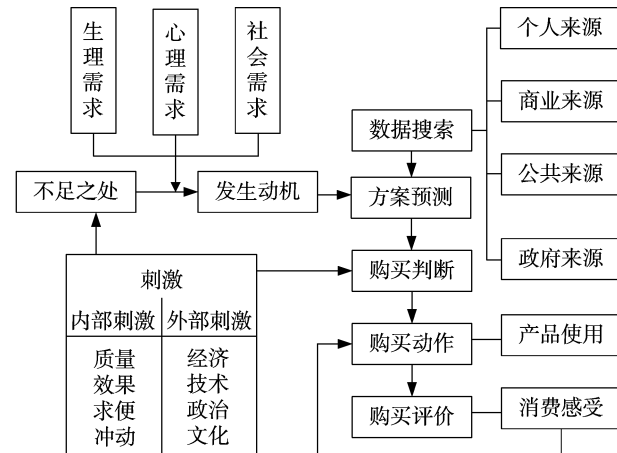 生理需求
心理需求
社会需求
个人来源
商业来源
数据搜索
公共来源
不足之处
发生动机
方案预测
政府来源
刺激
购买判断
内部刺激
外部刺激
质量
效果
求便
冲动
经济
技术
政治
文化
购买动作
产品使用
购买评价
消费感受